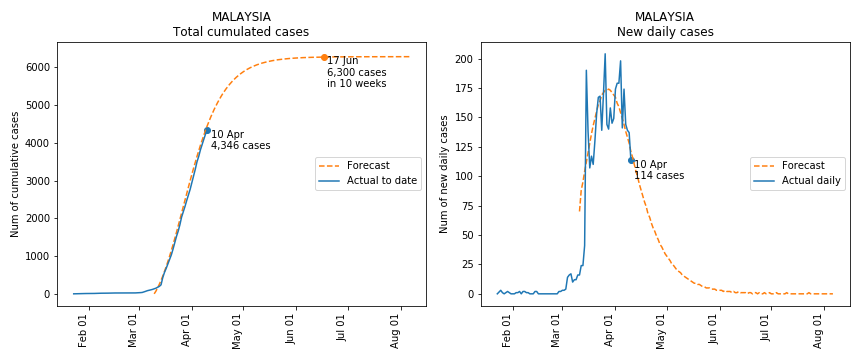 MALAYSIA
Total cumulated cases
Num of cumulative cases
6000
5000
4000
3000
2000
1000
0
17 Jun
6,300 cases
in 10 weeks
10 Apr
4,346 cases
Forecast
Actual to date
Feb 01
Mar 01
Apr 01
May 01
Jun 01
Jul 01
Aug 01
MALAYSIA
New daily cases
Num of new daily cases
200
175
150
125
100
75
50
25
0
10 Apr
114 cases
Forecast
Actual daily
Feb 01
Mar 01
Apr 01
May 01
Jun 01
Jul 01
Aug 01